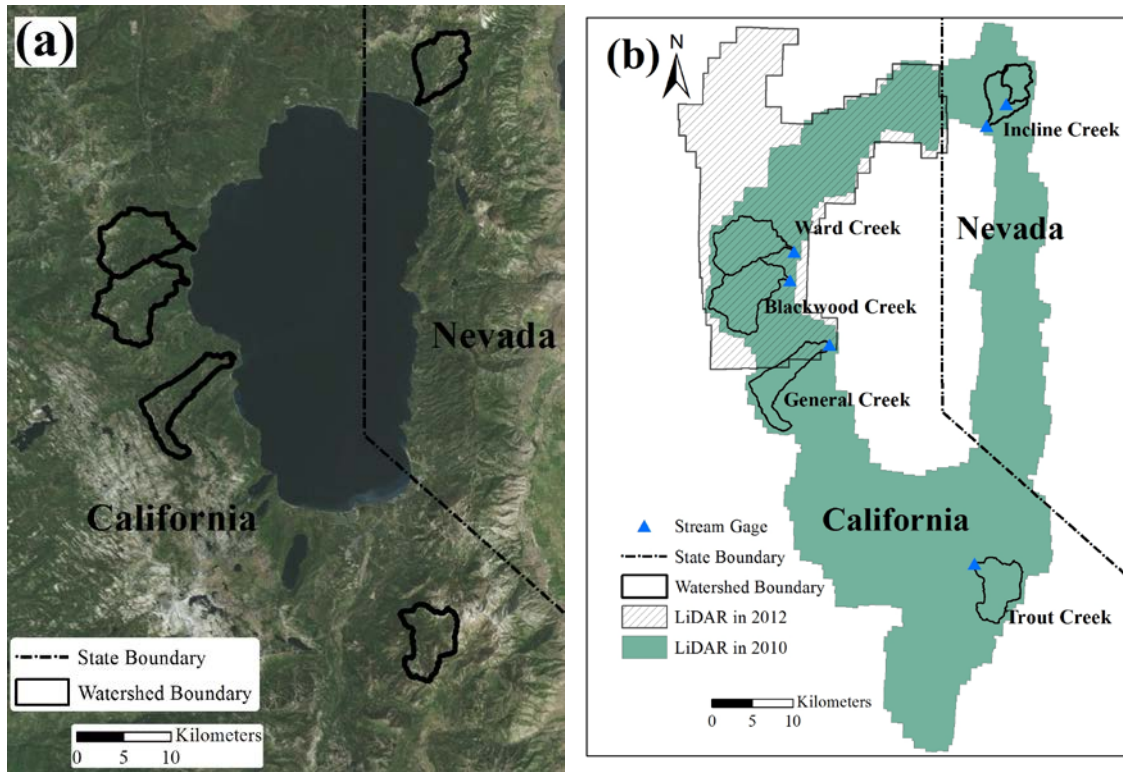 (a)
Nevada
California
State Boundary
Watershed Boundary
Kilometers
0 5 10
(b)
N
Incline Creek
Ward Creek
Nevada
Blackwood Creek
General Creek
California
Stream Gage
State Boundary
Watershed Boundary
LiDAR in 2012
LiDAR in 2010
Trout Creek
Kilometers
0 5 10